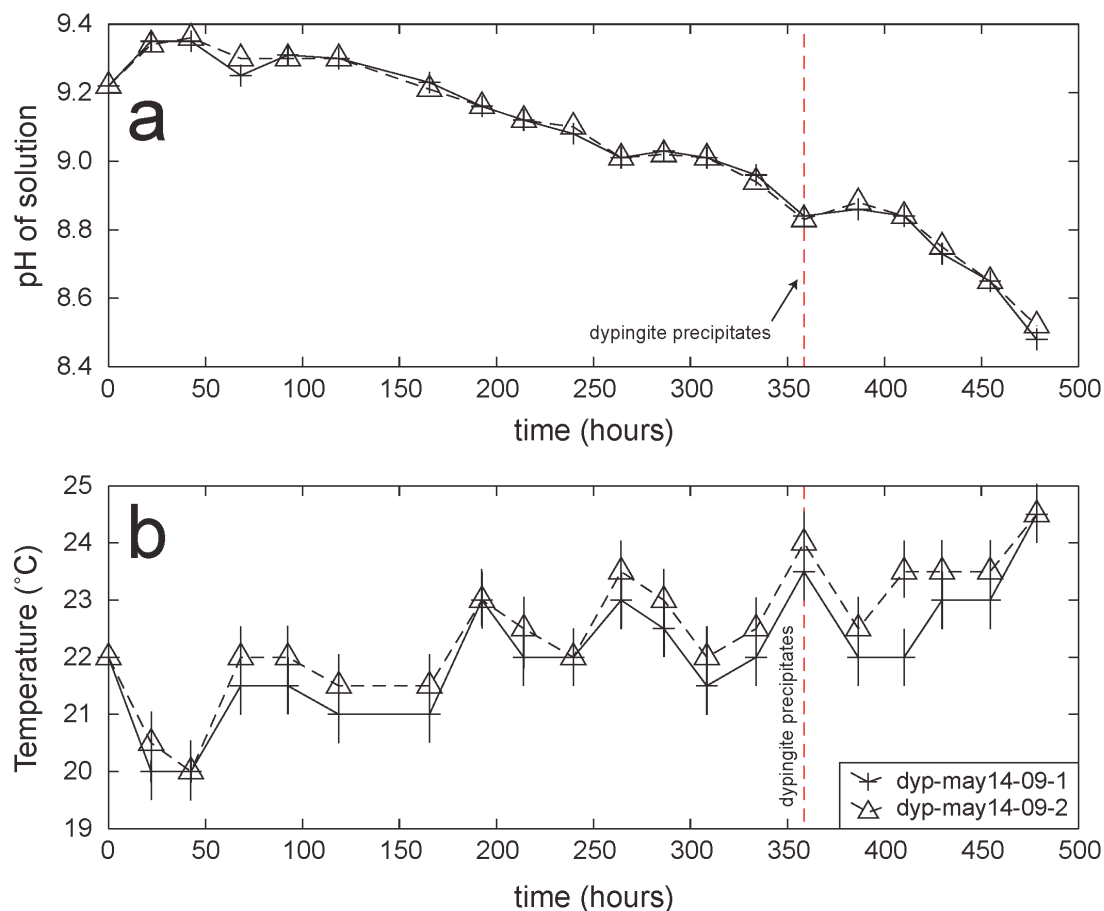 9.4
9.2
9.0
8.8
8.6
8.4
pH of solution
a
dypingite precipitates
0 50 100 150 200 250 300 350 400 450 500
time (hours)
25
24
23
22
21
20
19
Temperature (˚C)
b
dypingite precipitates
dyp-may14-09-1
dyp-may14-09-2
0 50 100 150 200 250 300 350 400 450 500
time (hours)